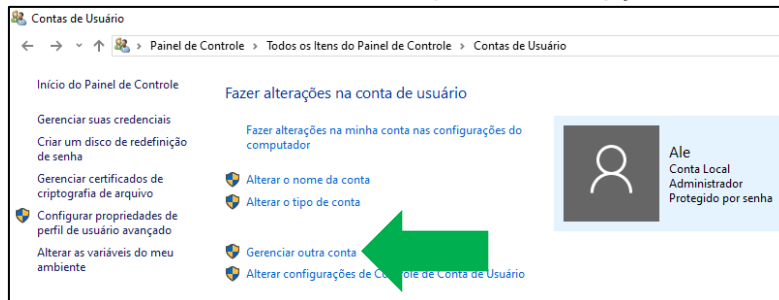 Contas de Usuário
Painel de Controle > Todos os Itens do Painel de Controle > Contas de Usuário
Início do Painel de Controle
Gerenciar suas credenciais
Criar um disco de redefinição
de senha
Gerenciar certificados de
criptografia de arquivo
Configurar propriedades de
perfil de usuário avançado
Alterar as variáveis do meu
ambiente
Fazer alterações na conta de usuário
Fazer alterações na minha conta nas configurações do
computador
Alterar o nome da conta
Alterar o tipo de conta
Gerenciar outra conta
Alterar configurações de Controle de Conta de Usuário
Ale
Conta Local
Administrador
Protegido por senha